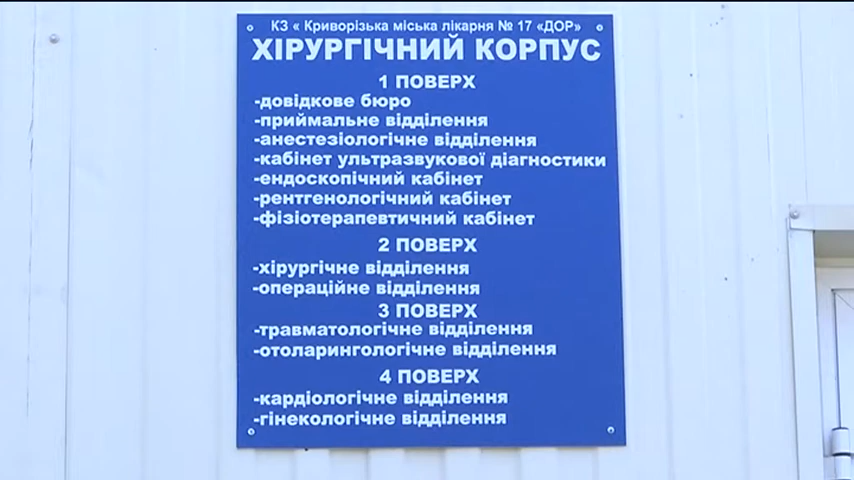 КЗ « Криворізька міська лікарня № 17 «ДОР»
ХІРУРГІЧНИЙ КОРПУС
1 ПОВЕРХ
-довідкове бюро
-приймальне відділення
-анестезіологічне відділення
-кабінет ультразвукової діагностики
-ендоскопічний кабінет
-рентгенологічний кабінет
-фізіотерапевтичний кабінет
2 ПОВЕРХ
-хірургічне відділення
-операційне відділення
3 ПОВЕРХ
-травматологічне відділення
-отоларингологічне відділення
4 ПОВЕРХ
-кардіологічне відділення
-гінекологічне відділення